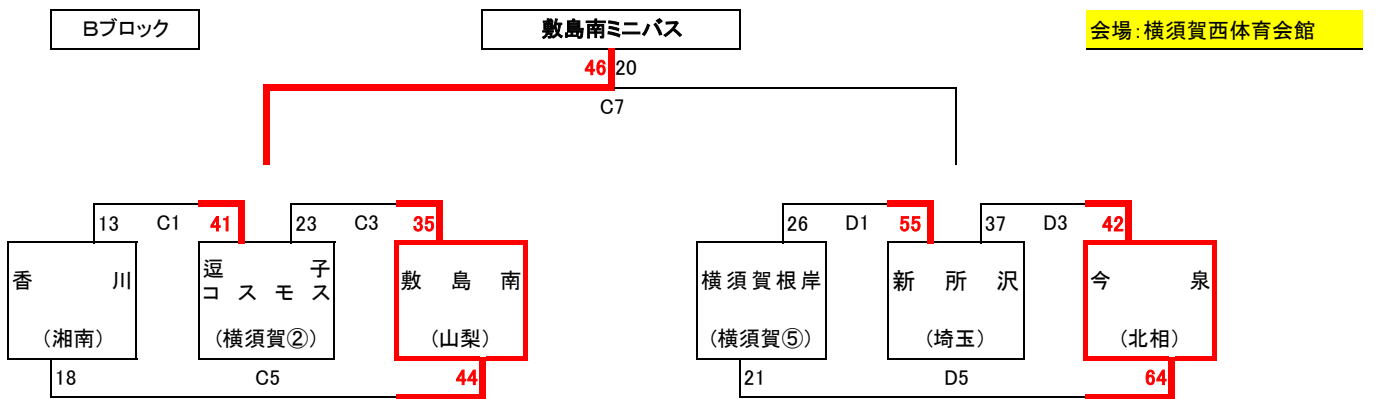 Bブロック
敷島南ミニバス
会場：横須賀西体育会館
46 20
C7
13 C1 41
23 C3 35
26 D1 55
37 D3 42
香川
(湘南)
逗子
コスモス
(横須賀②)
敷島南
(山梨)
横須賀根岸
(横須賀⑤)
新所沢
(埼玉)
今泉
(北相)
18 C5 44
21 D5 64